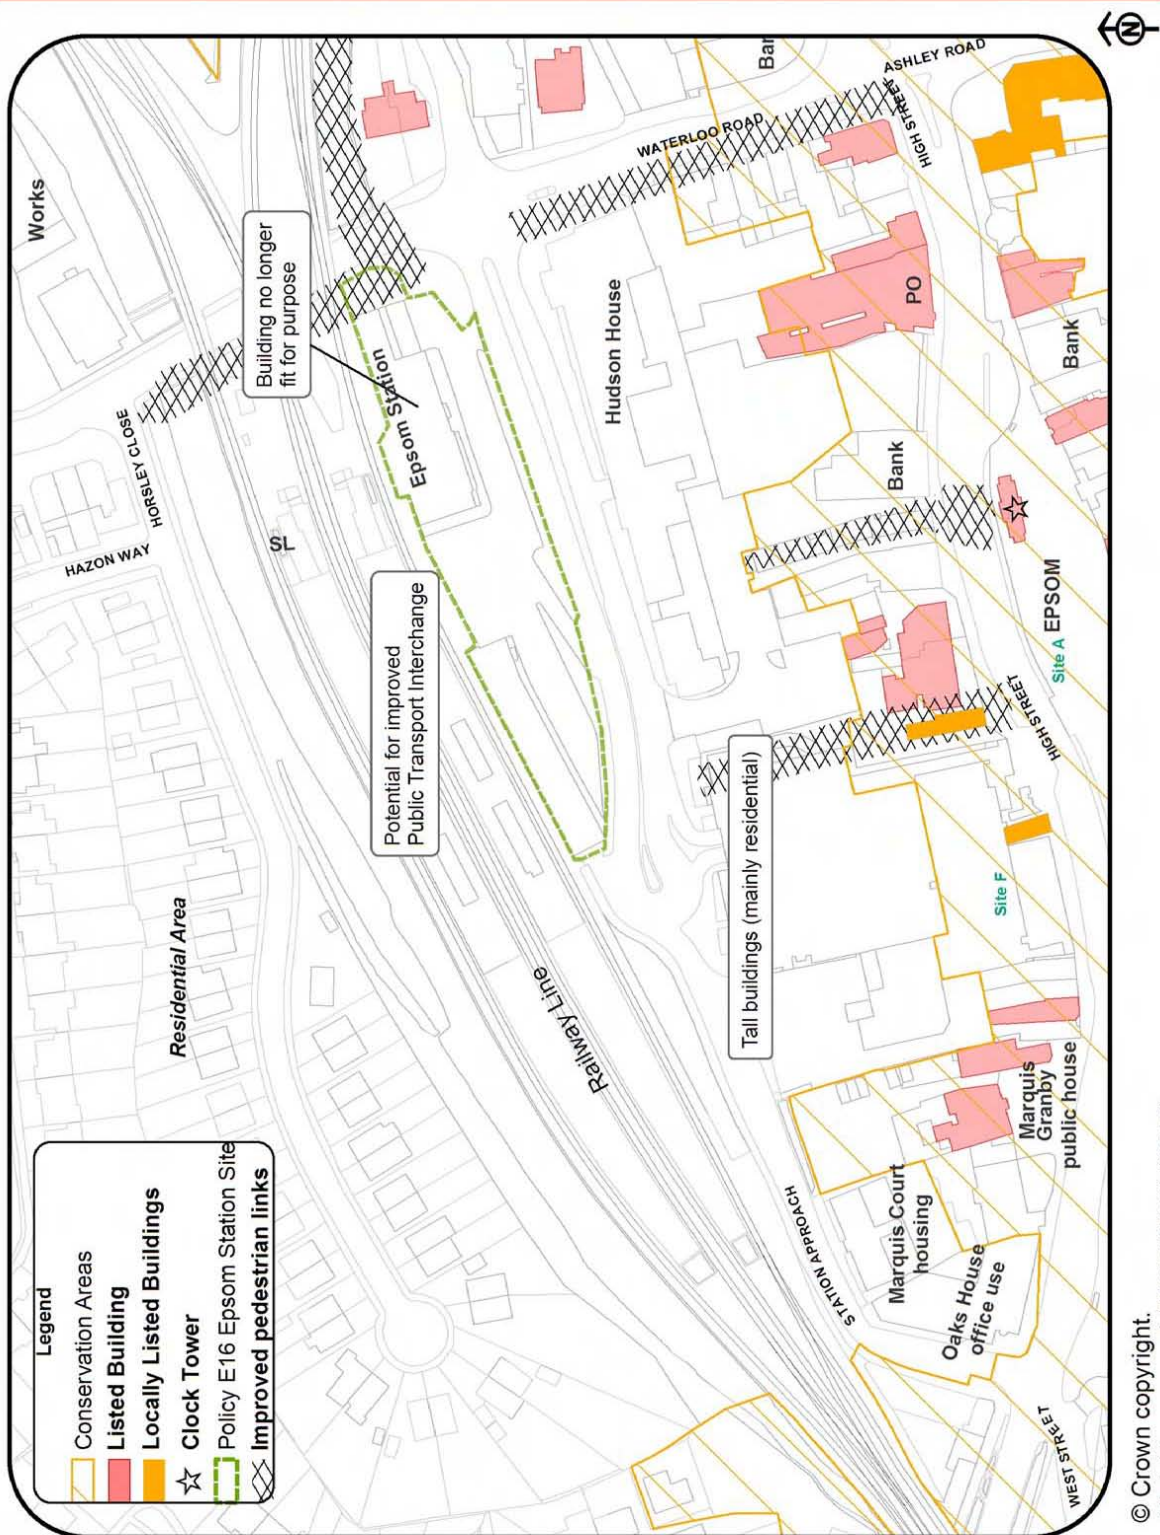 Legend
Conservation Areas
Listed Building
Locally Listed Buildings
Clock Tower
Policy E16 Epsom Station Site
Improved pedestrian links
Works
Residential Area
HAZON WAY
HORSLEY CLOSE
SL
Building no longer
fit for purpose
Epsom Station
Potential for improved
Public Transport Interchange
Railway Line
Hudson House
WATERLOO ROAD
Bar
ASHLEY ROAD
HIGH STREET
PO
Bank
Bank
Tall buildings (mainly residential)
STATION APPROACH
Marquis Court
housing
Oaks House
office use
Marquis
Granby
public house
Site F
HIGH STREET
Site A
EPSOM
WEST STREET
N
© Crown copyright.